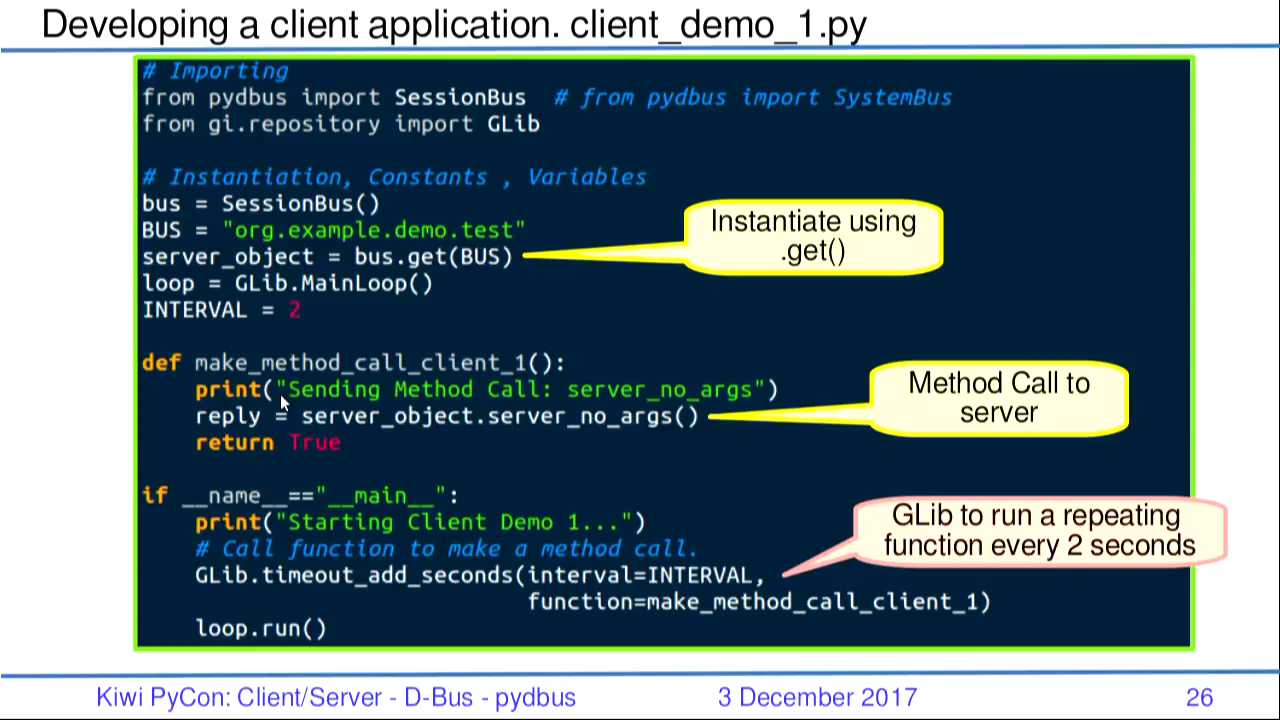 Developing a client application. client_demo_1.py
# Importing
from pydbus import SessionBus  # from pydbus import SystemBus
from gi.repository import GLib
# Instantiation, Constants , Variables
bus = SessionBus()
BUS = "org.example.demo.test"
server_object = bus.get(BUS)
loop = GLib.MainLoop()
INTERVAL = 2
Instantiate using
.get()
def make_method_call_client_1():
    print("Sending Method Call: server_no_args")
    reply = server_object.server_no_args()
    return True
Method Call to
server
if __name__=="__main__":
    print("Starting Client Demo 1...")
    # Call function to make a method call.
    GLib.timeout_add_seconds(interval=INTERVAL,
                             function=make_method_call_client_1)
    loop.run()
GLib to run a repeating
function every 2 seconds
Kiwi PyCon: Client/Server - D-Bus - pydbus
3 December 2017
26